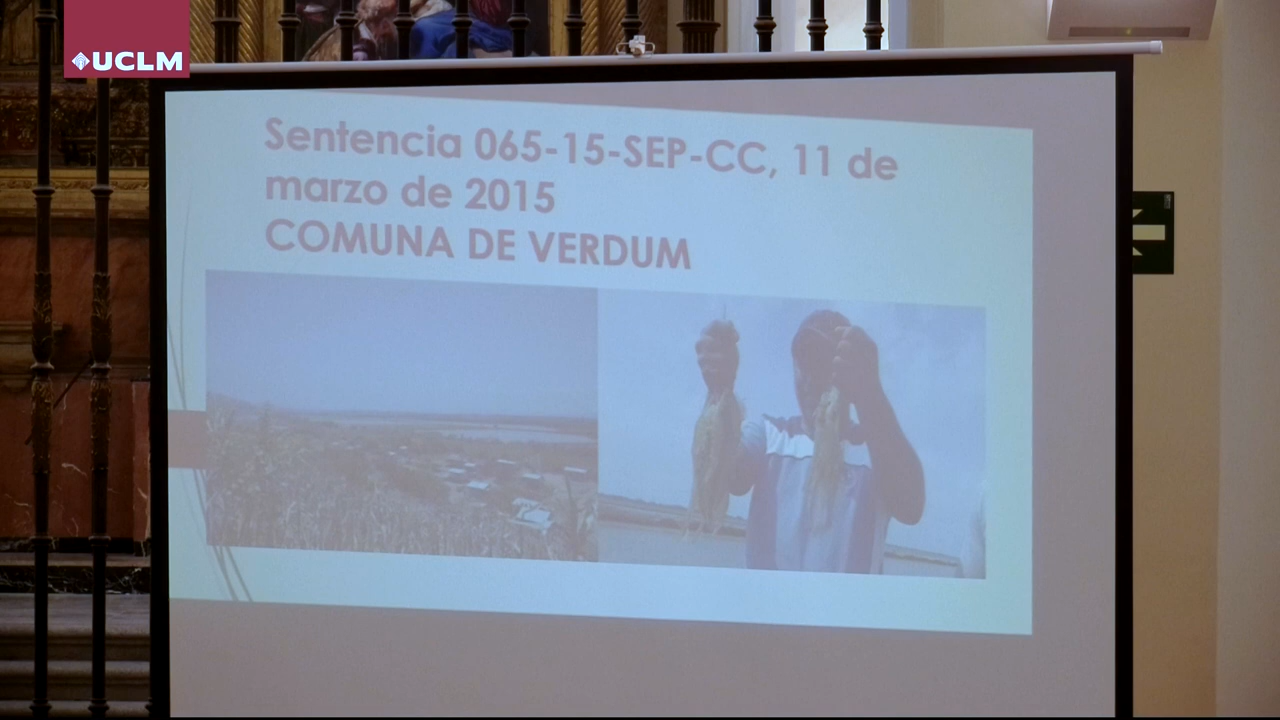 UCLM
Sentencia 065-15-SEP-CC, 11 de
marzo de 2015
COMUNA DE VERDUM